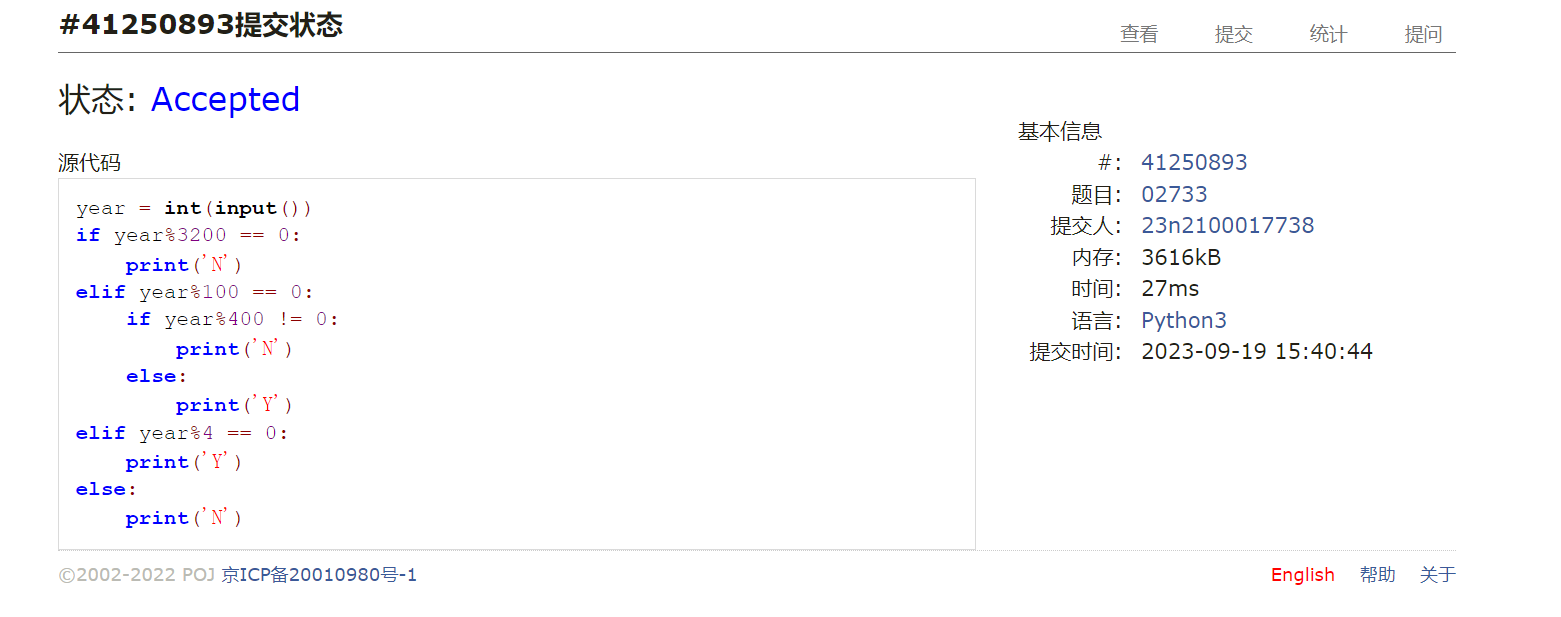 #41250893提交状态
查看 提交 统计 提问
状态: Accepted
源代码
year = int(input())
if year%3200 == 0:
    print('N')
elif year%100 == 0:
    if year%400 != 0:
        print('N')
    else:
        print('Y')
elif year%4 == 0:
    print('Y')
else:
    print('N')
基本信息
#: 41250893
题目: 02733
提交人: 23n2100017738
内存: 3616kB
时间: 27ms
语言: Python3
提交时间: 2023-09-19 15:40:44
©2002-2022 POJ 京ICP备20010980号-1
English 帮助 关于